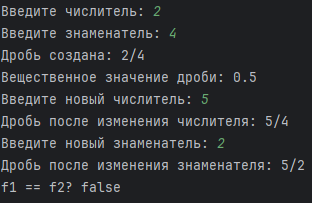 Введите числитель: 2
Введите знаменатель: 4
Дробь создана: 2/4
Вещественное значение дроби: 0.5
Введите новый числитель: 5
Дробь после изменения числителя: 5/4
Введите новый знаменатель: 2
Дробь после изменения знаменателя: 5/2
f1 == f2? false